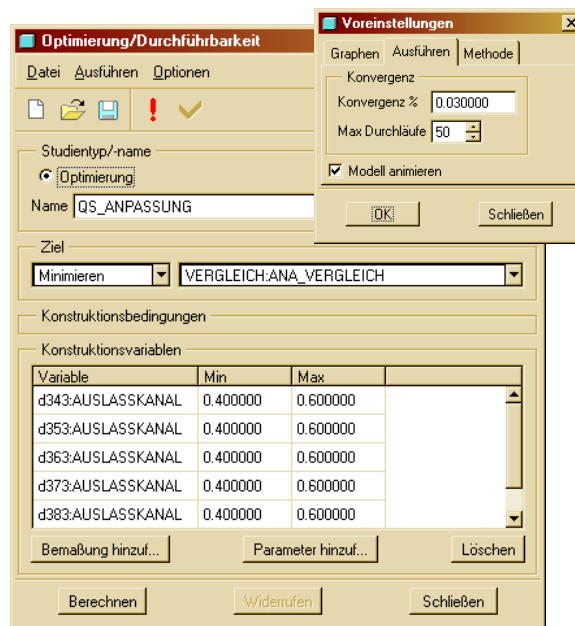 Optimierung/Durchführbarkeit
Datei Ausführen Optionen
Studientyp/-name
Optimierung
Name QS_ANPASSUNG
Ziel
Minimieren VERGLEICH:ANA_VERGLEICH
Konstruktionsbedingungen
Konstruktionsvariablen
Variable Min Max
d343:AUSLASSKANAL 0.400000 0.600000
d353:AUSLASSKANAL 0.400000 0.600000
d363:AUSLASSKANAL 0.400000 0.600000
d373:AUSLASSKANAL 0.400000 0.600000
d383:AUSLASSKANAL 0.400000 0.600000
Bemaßung hinzuf... Parameter hinzuf... Löschen
Berechnen Widerrufen Schließen
Voreinstellungen
Graphen Ausführen Methode
Konvergenz
Konvergenz % 0.030000
Max Durchläufe 50
Modell animieren
OK Schließen